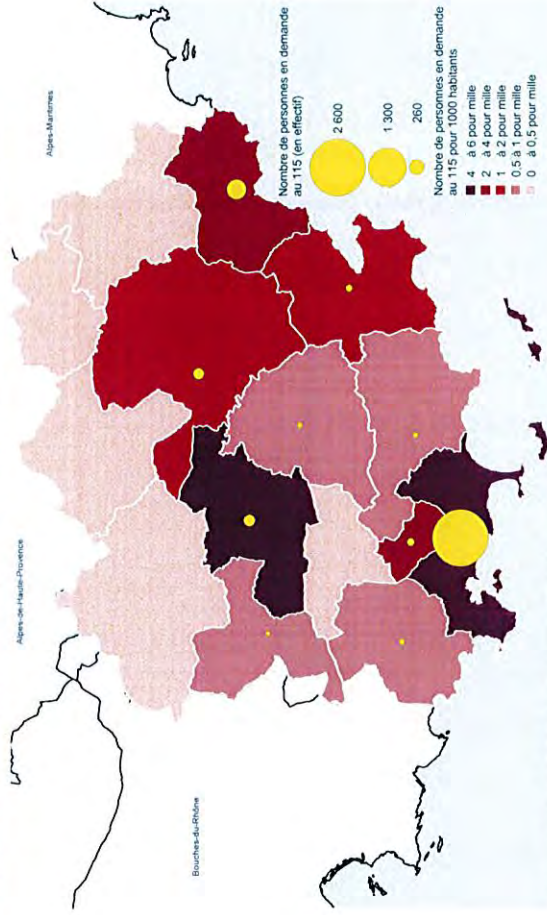 Alpes-de-Haute-Provence
Alpes-Maritimes
Bouches-du-Rhône
Nombre de personnes en demande
au 115 (en effectif)
2 600
1 300
260
Nombre de personnes en demande
au 115 pour 1000 habitants
4 à 6 pour mille
2 à 4 pour mille
1 à 2 pour mille
0.5 à 1 pour mille
0 à 0,5 pour mille